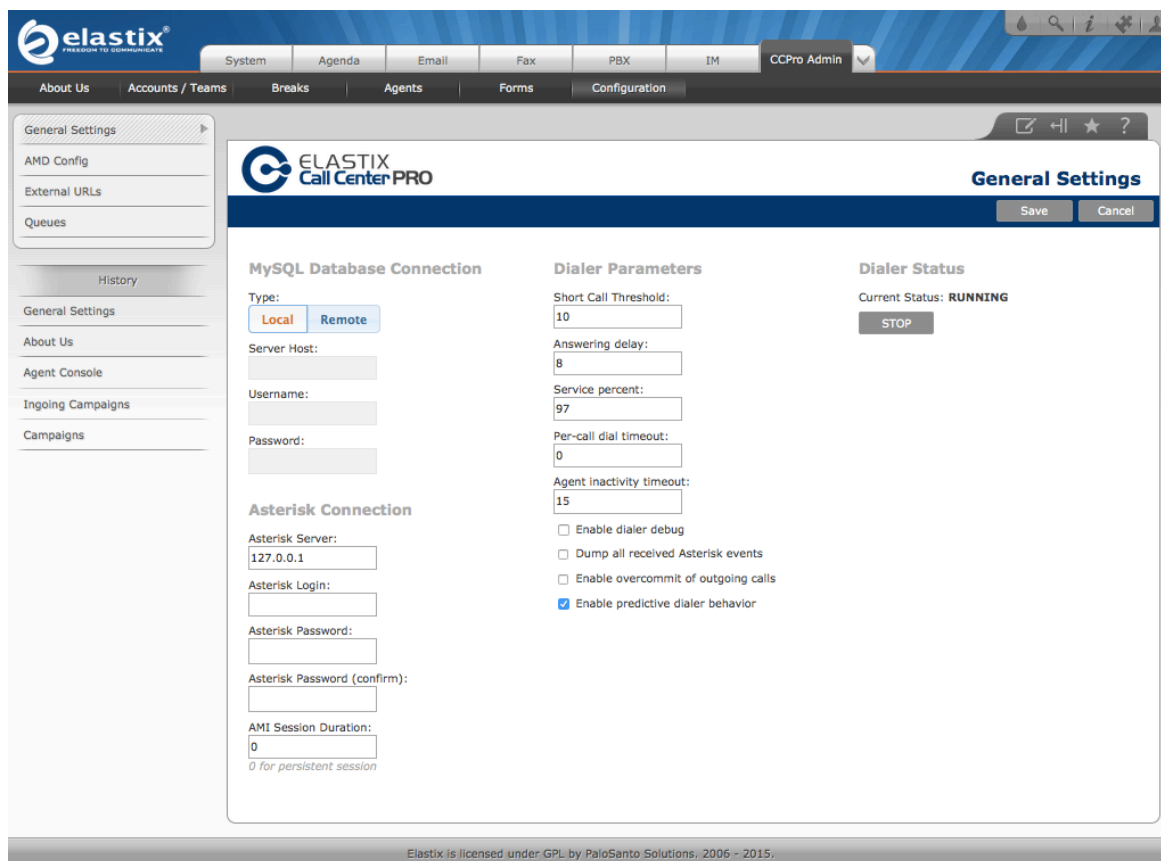 elastix®
FREEDOM TO COMMUNICATE
System Agenda Email Fax PBX IM CCPro Admin
About Us Accounts / Teams Breaks Agents Forms Configuration
General Settings
AMD Config
External URLs
Queues
History
General Settings
About Us
Agent Console
Ingoing Campaigns
Campaigns
ELASTIX
Call Center PRO
General Settings
Save Cancel
MySQL Database Connection
Type:
Local Remote
Server Host:
Username:
Password:
Asterisk Connection
Asterisk Server:
127.0.0.1
Asterisk Login:
Asterisk Password:
Asterisk Password (confirm):
AMI Session Duration:
0
0 for persistent session
Dialer Parameters
Short Call Threshold:
10
Answering delay:
8
Service percent:
97
Per-call dial timeout:
0
Agent inactivity timeout:
15
Enable dialer debug
Dump all received Asterisk events
Enable overcommit of outgoing calls
Enable predictive dialer behavior
Dialer Status
Current Status: RUNNING
STOP
Elastix is licensed under GPL by PaloSanto Solutions. 2006 - 2015.